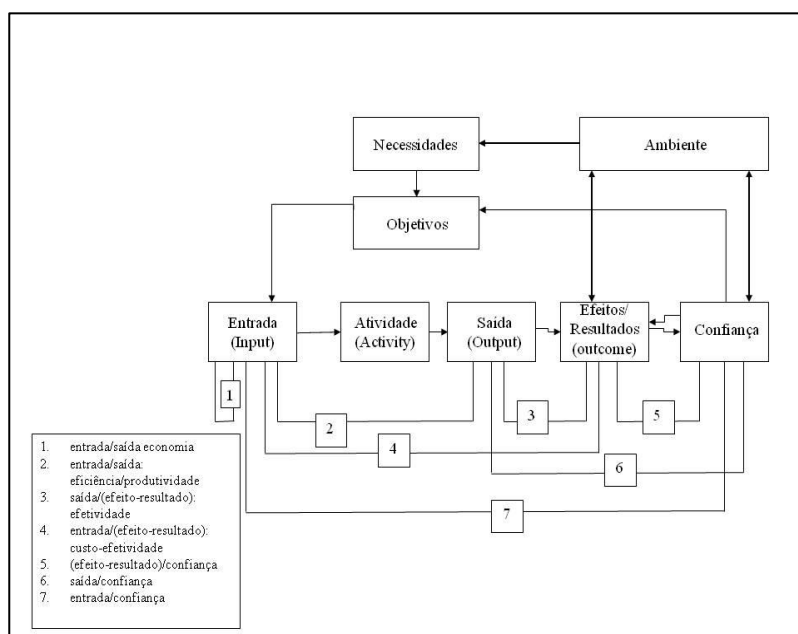 Necessidades
Ambiente
Objetivos
Entrada
(Input)
Atividade
(Activity)
Saída
(Output)
Efeitos/
Resultados
(outcome)
Confiança
1
2
3
4
5
6
7
1. entrada/saída economia
2. entrada/saída:
eficiência/produtividade
3. saída/(efeito-resultado):
efetividade
4. entrada/(efeito-resultado):
custo-efetividade
5. (efeito-resultado)/confiança
6. saída/confiança
7. entrada/confiança